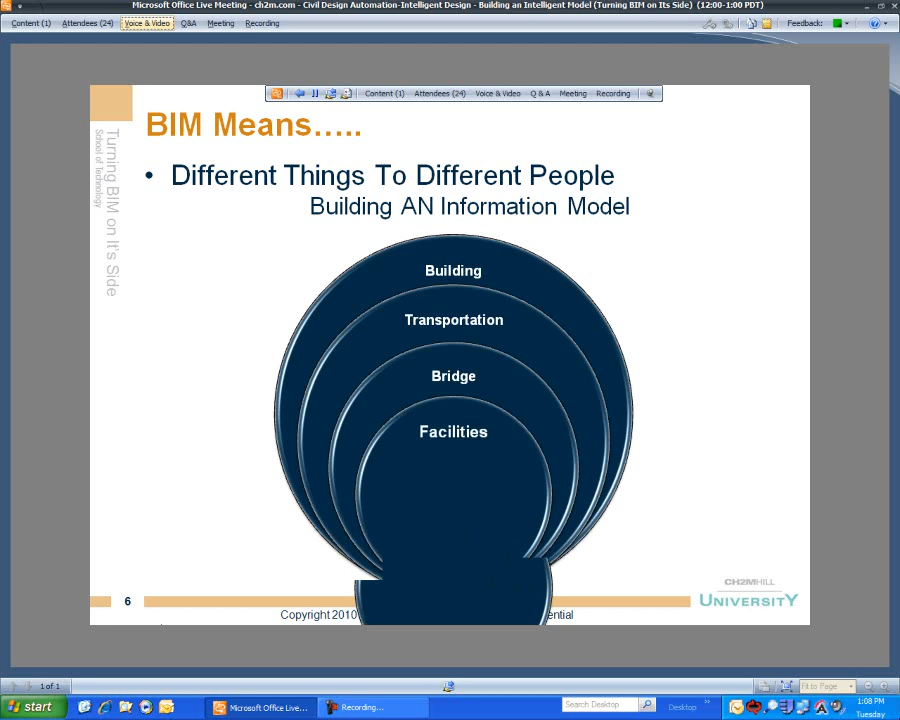 Microsoft Office Live Meeting - ch2m.com - Civil Design Automation-Intelligent Design - Building an Intelligent Model (Turning BIM on Its Side) (12:00-1:00 PDT)
Content (1) Attendees (24) Voice & Video Q&A Meeting Recording Feedback:
Content (1) Attendees (24) Voice & Video Q & A Meeting Recording
BIM Means…..
Turning BIM on It's Side
School of Technology
• Different Things To Different People
Building AN Information Model
Building
Transportation
Bridge
Facilities
6
CH2MHILL
UNIVERSITY
Copyright 2010
ential
1 of 1 Fit to Page
start Microsoft Office Live... Recording... Search Desktop Desktop 1:08 PM
Tuesday